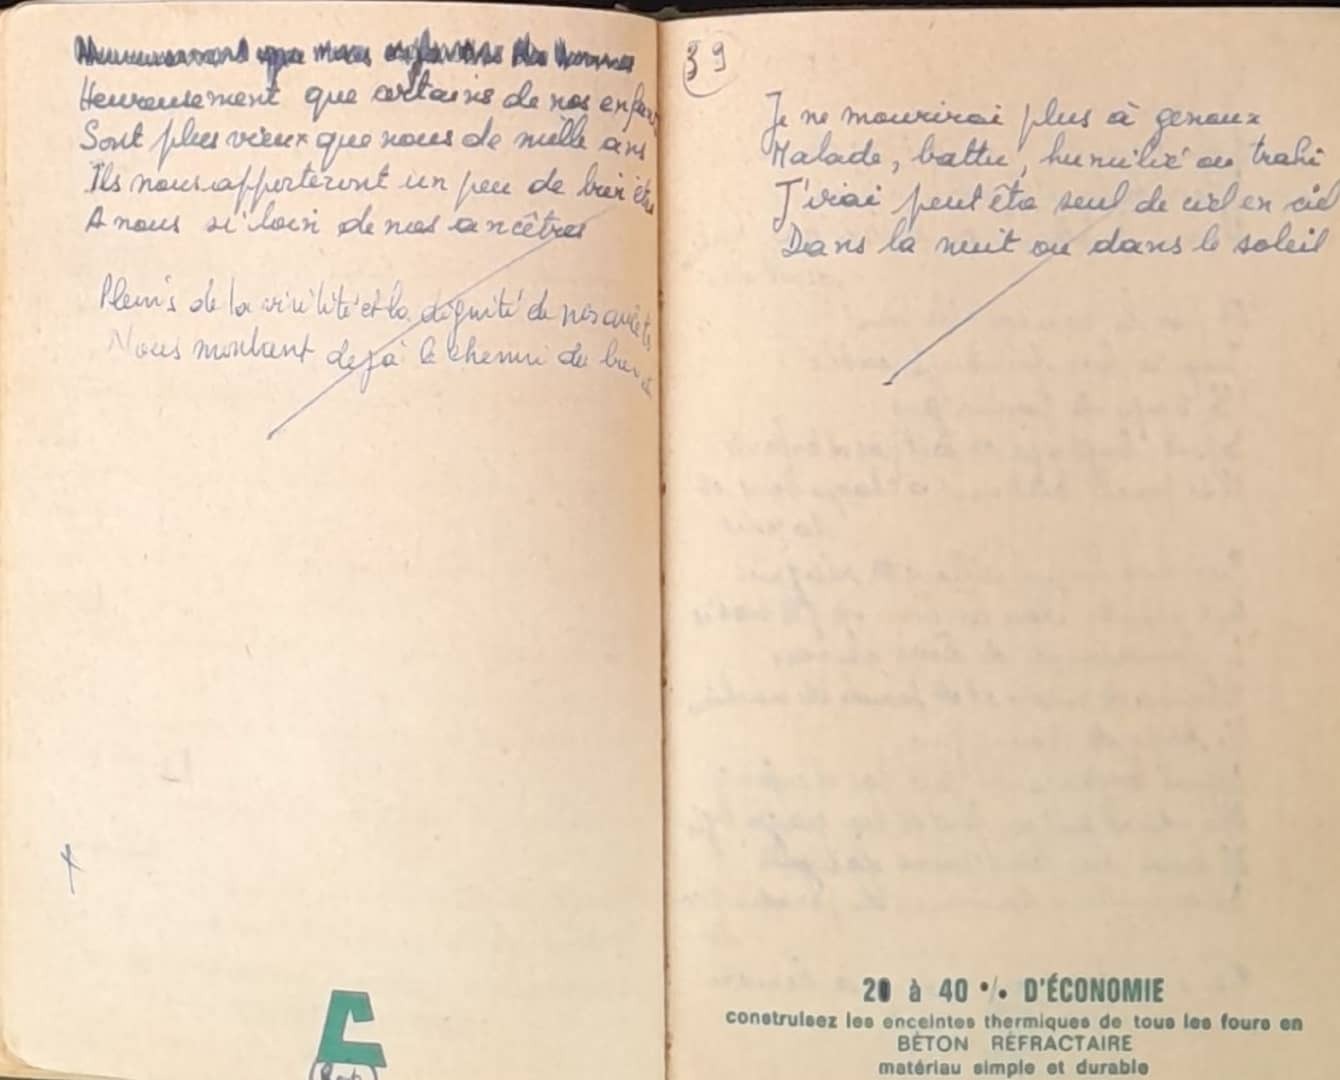 Heureusement que certains de nos enfan
Sont plus vieux que nous de mille ans
Ils nous apporteront un peu de bien êt
A nous si loin de nos ancêtres
Pleins de la virilité et la dignité de nos
Nous montant déjà le chemin du
39
Je ne mourirai plus à genoux
Malade, battu, humilié ou trahi
J'irai peut être seul de ciel en ciel
Dans la nuit ou dans le soleil
20 à 40 % D'ÉCONOMIE
construisez les enceintes thermiques de tous les fours en
BÉTON RÉFRACTAIRE
matériau simple et durable